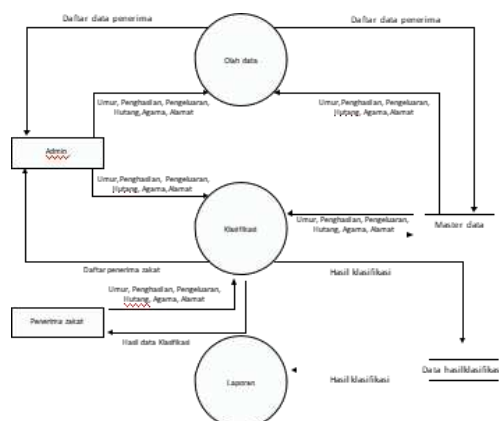 Daftar data penerima
Daftar data penerima
Olah data
Umur, Penghasilan, Pengeluaran,
Hutang, Agama, Alamat
Umur, Penghasilan, Pengeluaran,
Hutang, Agama, Alamat
Admin
Umur, Penghasilan, Pengeluaran,
Hutang, Agama, Alamat
Klasifikasi
Umur, Penghasilan, Pengeluaran,
Hutang, Agama, Alamat
Master data
Daftar penerima zakat
Hasil klasifikasi
Umur, Penghasilan, Pengeluaran,
Hutang, Agama, Alamat
Penerima zakat
Hasil data Klasifikasi
Laporan
Hasil klasifikasi
Data hasil klasifikas